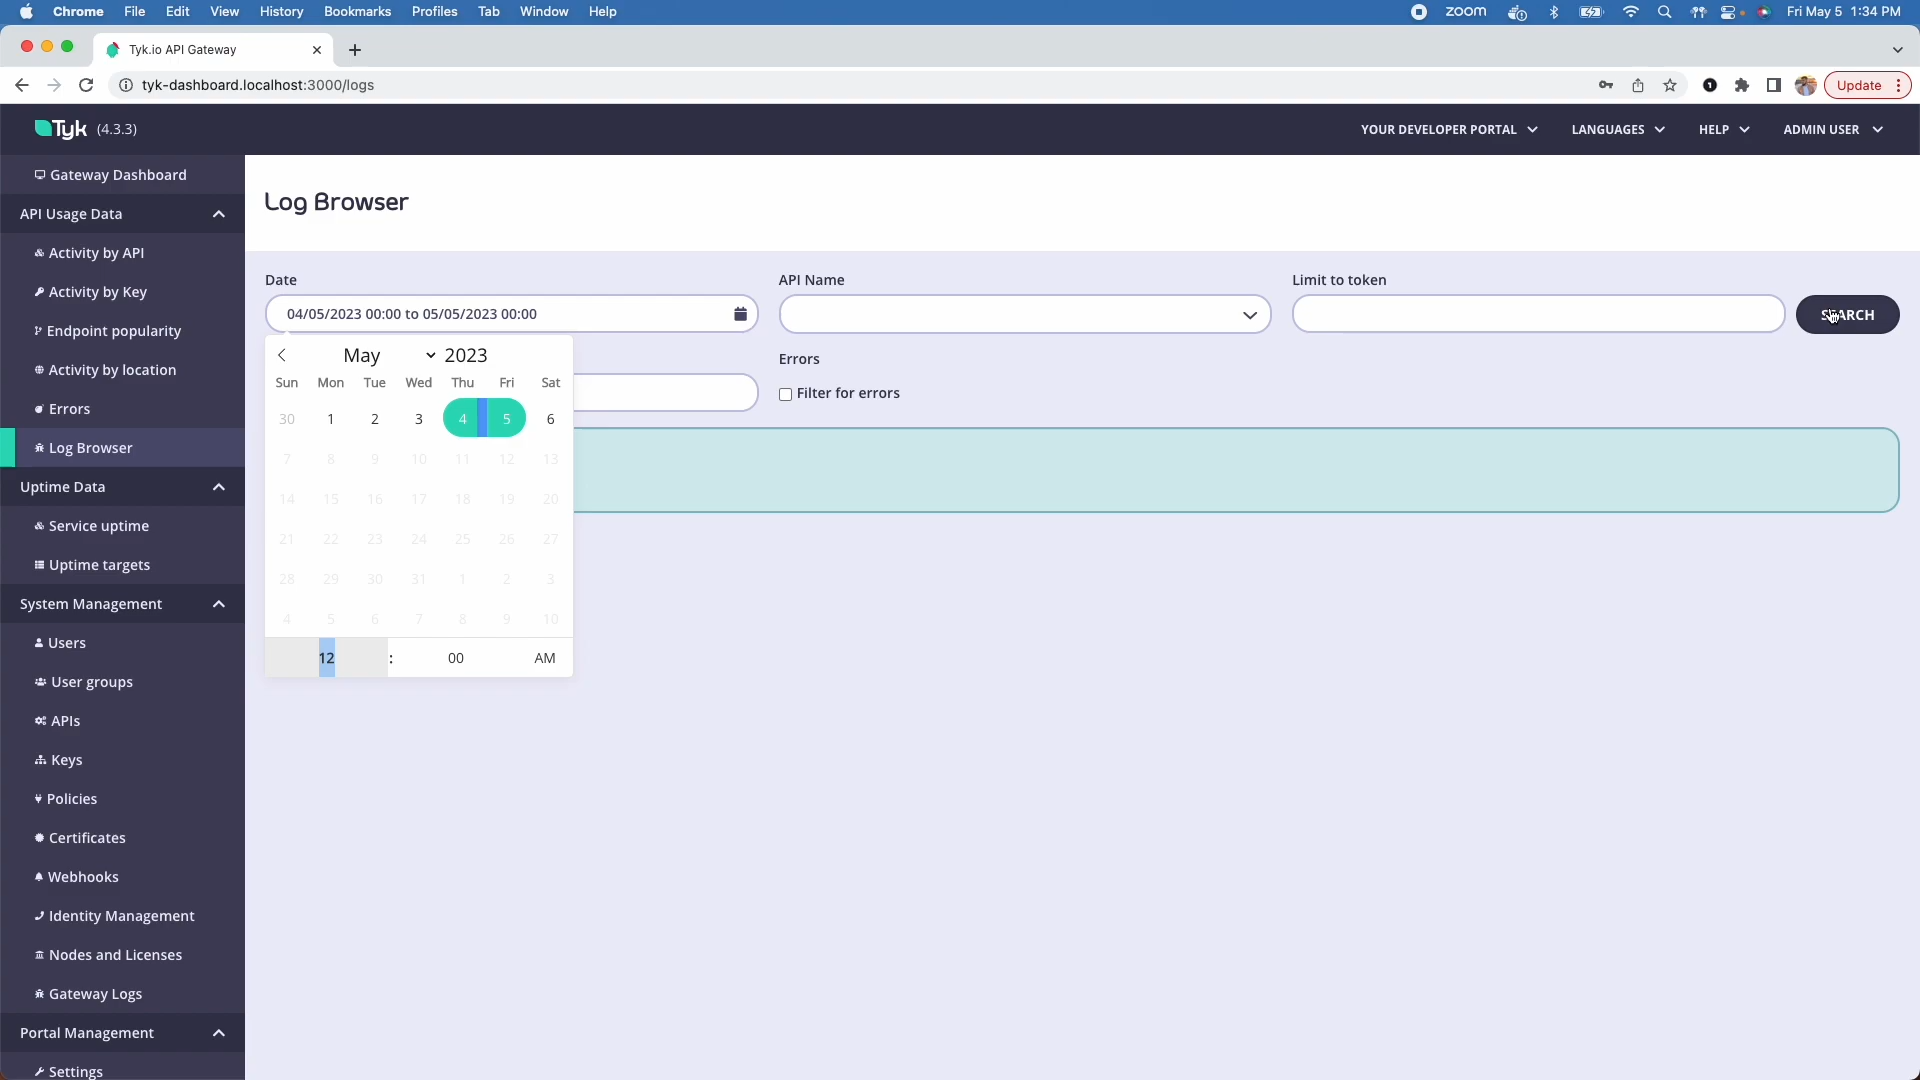 Chrome File Edit View History Bookmarks Profiles Tab Window Help zoom Fri May 5 1:34 PM
Tyk.io API Gateway
tyk-dashboard.localhost:3000/logs Update
Tyk (4.3.3) YOUR DEVELOPER PORTAL LANGUAGES HELP ADMIN USER
Gateway Dashboard
API Usage Data
Activity by API
Activity by Key
Endpoint popularity
Activity by location
Errors
Log Browser
Uptime Data
Service uptime
Uptime targets
System Management
Users
User groups
APIs
Keys
Policies
Certificates
Webhooks
Identity Management
Nodes and Licenses
Gateway Logs
Portal Management
Settings
Log Browser
Date API Name Limit to token
04/05/2023 00:00 to 05/05/2023 00:00 SEARCH
Errors
Filter for errors
May 2023
Sun Mon Tue Wed Thu Fri Sat
30 1 2 3 4 5 6
7 8 9 10 11 12 13
14 15 16 17 18 19 20
21 22 23 24 25 26 27
28 29 30 31 1 2 3
4 5 6 7 8 9 10
12 : 00 AM